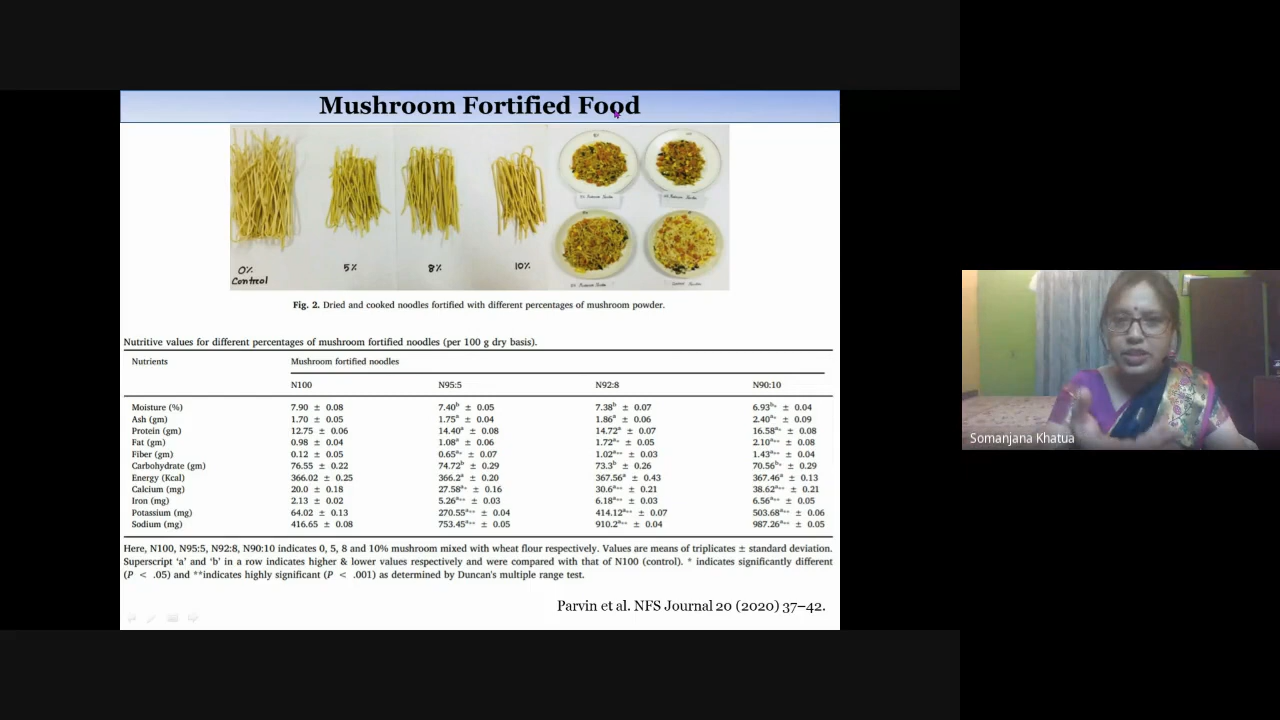 Mushroom Fortified Food
0%
Control
5%
8%
10%
Fig. 2. Dried and cooked noodles fortified with different percentages of mushroom powder.
Nutritive values for different percentages of mushroom fortified noodles (per 100 g dry basis).
Nutrients Mushroom fortified noodles
N100 N95:5 N92:8 N90:10
Moisture (%) 7.90 ± 0.08 7.40ᵇ ± 0.05 7.38ᵇ ± 0.07 6.93ᵇ* ± 0.04
Ash (gm) 1.70 ± 0.05 1.75ᵃ ± 0.04 1.86ᵃ ± 0.06 2.40ᵃ* ± 0.09
Protein (gm) 12.75 ± 0.06 14.40ᵃ ± 0.08 14.72ᵃ ± 0.07 16.58ᵃ* ± 0.08
Fat (gm) 0.98 ± 0.04 1.08ᵃ ± 0.06 1.72ᵃ* ± 0.05 2.10ᵃ** ± 0.08
Fiber (gm) 0.12 ± 0.05 0.65ᵃ* ± 0.07 1.02ᵃ** ± 0.03 1.43ᵃ** ± 0.04
Carbohydrate (gm) 76.55 ± 0.22 74.72ᵇ ± 0.29 73.3ᵇ ± 0.26 70.56ᵇ* ± 0.29
Energy (Kcal) 366.02 ± 0.25 366.2ᵃ ± 0.20 367.56ᵃ ± 0.43 367.46ᵃ ± 0.13
Calcium (mg) 20.0 ± 0.18 27.58ᵃ* ± 0.16 30.6ᵃ** ± 0.21 38.62ᵃ** ± 0.21
Iron (mg) 2.13 ± 0.02 5.26ᵃ** ± 0.03 6.18ᵃ** ± 0.03 6.56ᵃ** ± 0.05
Potassium (mg) 64.02 ± 0.13 270.55ᵃ** ± 0.04 414.12ᵃ** ± 0.07 503.68ᵃ** ± 0.06
Sodium (mg) 416.65 ± 0.08 753.45ᵃ** ± 0.05 910.2ᵃ** ± 0.04 987.26ᵃ** ± 0.05
Here, N100, N95:5, N92:8, N90:10 indicates 0, 5, 8 and 10% mushroom mixed with wheat flour respectively. Values are means of triplicates ± standard deviation.
Superscript ‘a’ and ‘b’ in a row indicates higher & lower values respectively and were compared with that of N100 (control). * indicates significantly different
(P < .05) and **indicates highly significant (P < .001) as determined by Duncan's multiple range test.
Parvin et al. NFS Journal 20 (2020) 37–42.
Somanjana Khatua